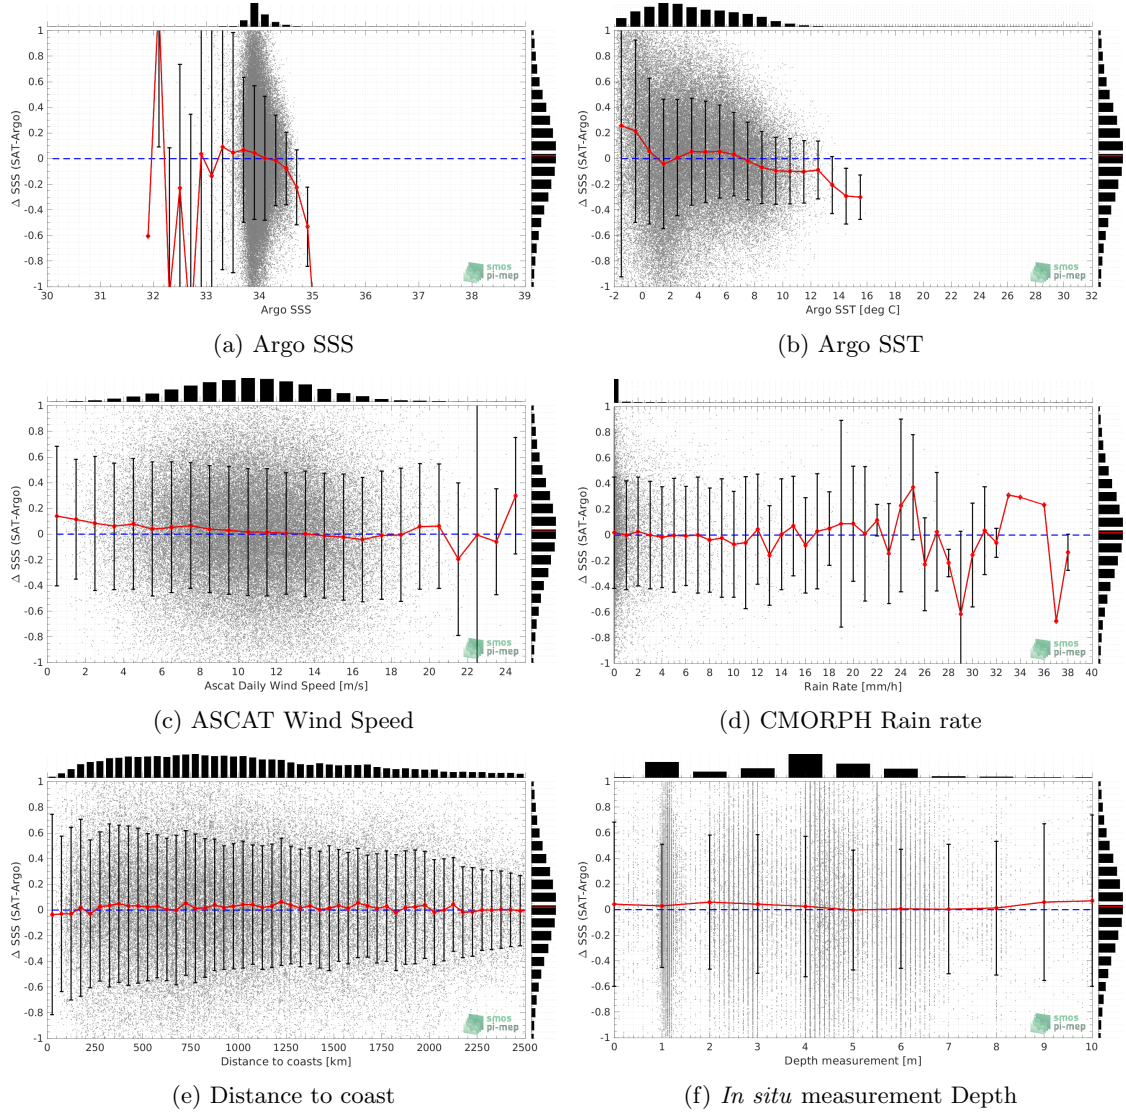 1
0.8
0.6
0.4
0.2
0
-0.2
-0.4
-0.6
-0.8
-1
Δ SSS (SAT-Argo)
30 31 32 33 34 35 36 37 38 39
Argo SSS
smos
pi-mep
(a) Argo SSS
1
0.8
0.6
0.4
0.2
0
-0.2
-0.4
-0.6
-0.8
-1
Δ SSS (SAT-Argo)
-2 0 2 4 6 8 10 12 14 16 18 20 22 24 26 28 30 32
Argo SST [deg C]
smos
pi-mep
(b) Argo SST
1
0.8
0.6
0.4
0.2
0
-0.2
-0.4
-0.6
-0.8
-1
Δ SSS (SAT-Argo)
0 2 4 6 8 10 12 14 16 18 20 22 24
Ascat Daily Wind Speed [m/s]
smos
pi-mep
(c) ASCAT Wind Speed
1
0.8
0.6
0.4
0.2
0
-0.2
-0.4
-0.6
-0.8
-1
Δ SSS (SAT-Argo)
0 2 4 6 8 10 12 14 16 18 20 22 24 26 28 30 32 34 36 38 40
Rain Rate [mm/h]
smos
pi-mep
(d) CMORPH Rain rate
1
0.8
0.6
0.4
0.2
0
-0.2
-0.4
-0.6
-0.8
-1
Δ SSS (SAT-Argo)
0 250 500 750 1000 1250 1500 1750 2000 2250 2500
Distance to coasts [km]
smos
pi-mep
(e) Distance to coast
1
0.8
0.6
0.4
0.2
0
-0.2
-0.4
-0.6
-0.8
-1
Δ SSS (SAT-Argo)
0 1 2 3 4 5 6 7 8 9 10
Depth measurement [m]
smos
pi-mep
(f) In situ measurement Depth